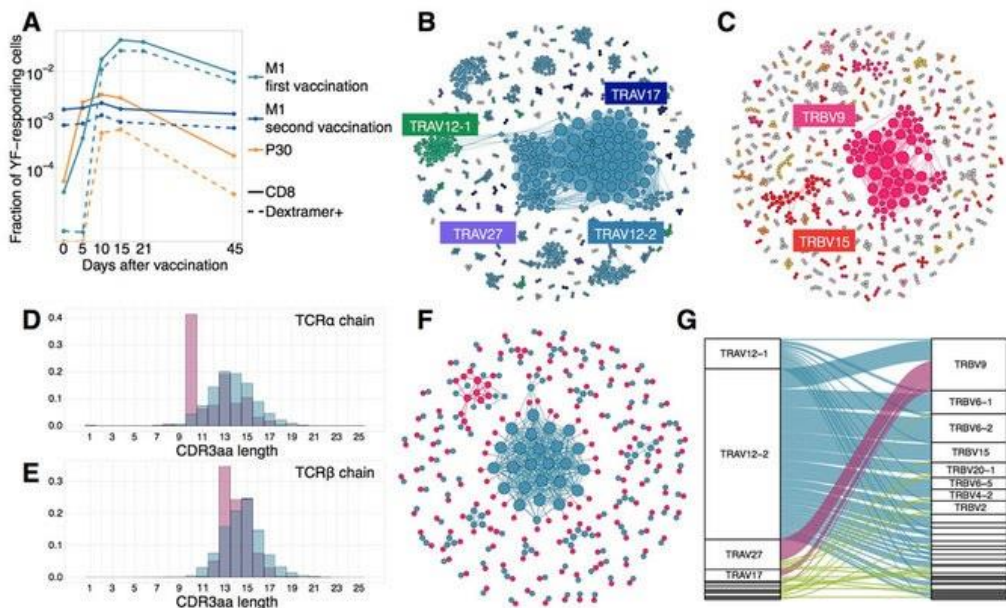 A
Fraction of YF-responding cells
10⁻²
10⁻³
10⁻⁴
0 5 10 15 21 45
Days after vaccination
M1
first vaccination
M1
second vaccination
P30
CD8
Dextramer+
B
TRAV17
TRAV12-1
TRAV27
TRAV12-2
C
TRBV9
TRBV15
D
TCRα chain
0.4
0.3
0.2
0.1
0.0
1 3 5 7 9 11 13 15 17 19 21 23 25
CDR3aa length
E
TCRβ chain
0.3
0.2
0.1
0.0
1 3 5 7 9 11 13 15 17 19 21 23 25
CDR3aa length
F
G
TRAV12-1
TRAV12-2
TRAV27
TRAV17
TRBV9
TRBV6-1
TRBV6-2
TRBV15
TRBV20-1
TRBV6-5
TRBV4-2
TRBV2